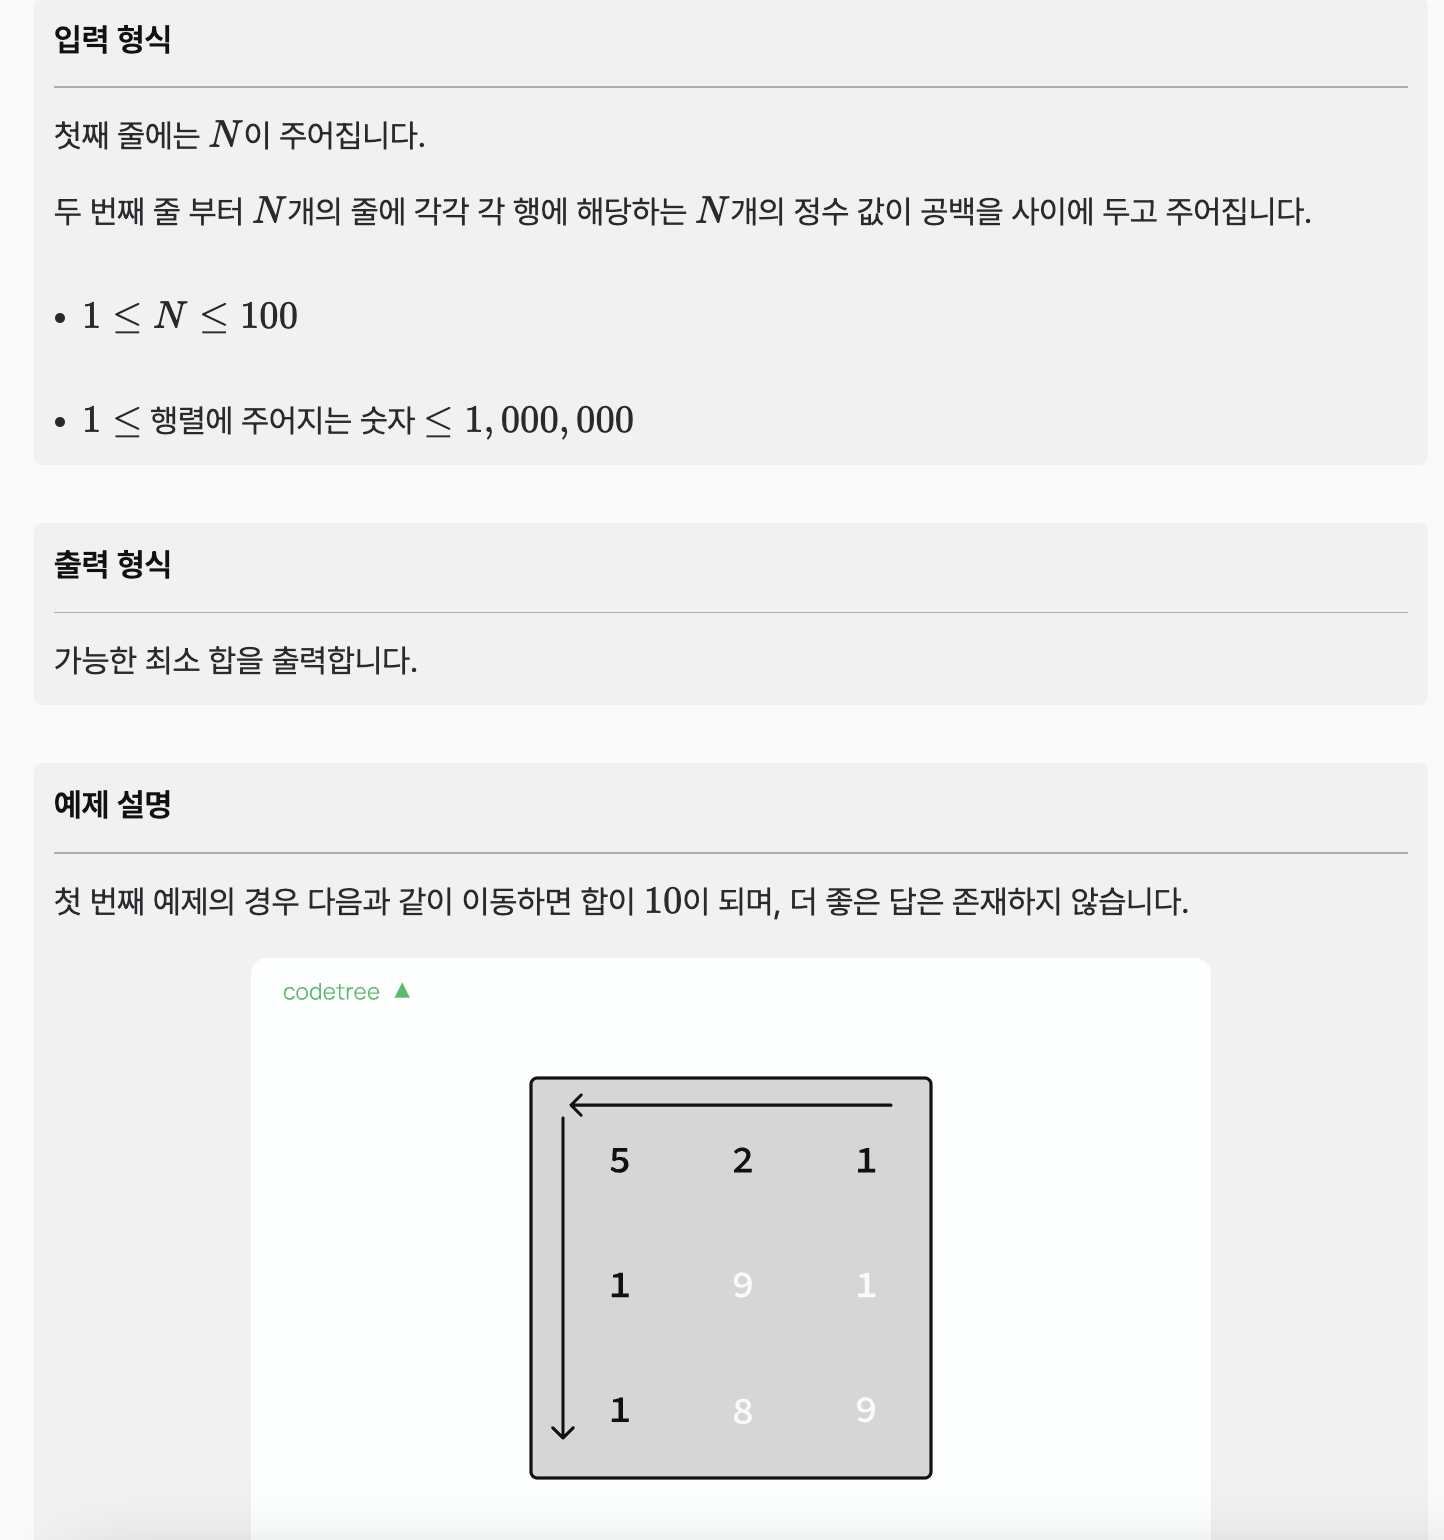 입력 형식
첫째 줄에는 N이 주어집니다.
두 번째 줄 부터 N개의 줄에 각각 각 행에 해당하는 N개의 정수 값이 공백을 사이에 두고 주어집니다.
• 1 ≤ N ≤ 100
• 1 ≤ 행렬에 주어지는 숫자 ≤ 1,000,000
출력 형식
가능한 최소 합을 출력합니다.
예제 설명
첫 번째 예제의 경우 다음과 같이 이동하면 합이 10이 되며, 더 좋은 답은 존재하지 않습니다.
codetree ▲
5 2 1
1 9 1
1 8 9